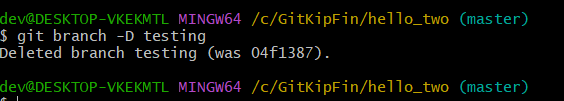 dev@DESKTOP-VKEKMTL MINGW64 /c/GitKipFin/hello_two (master)
$ git branch -D testing
Deleted branch testing (was 04f1387).
dev@DESKTOP-VKEKMTL MINGW64 /c/GitKipFin/hello_two (master)
$